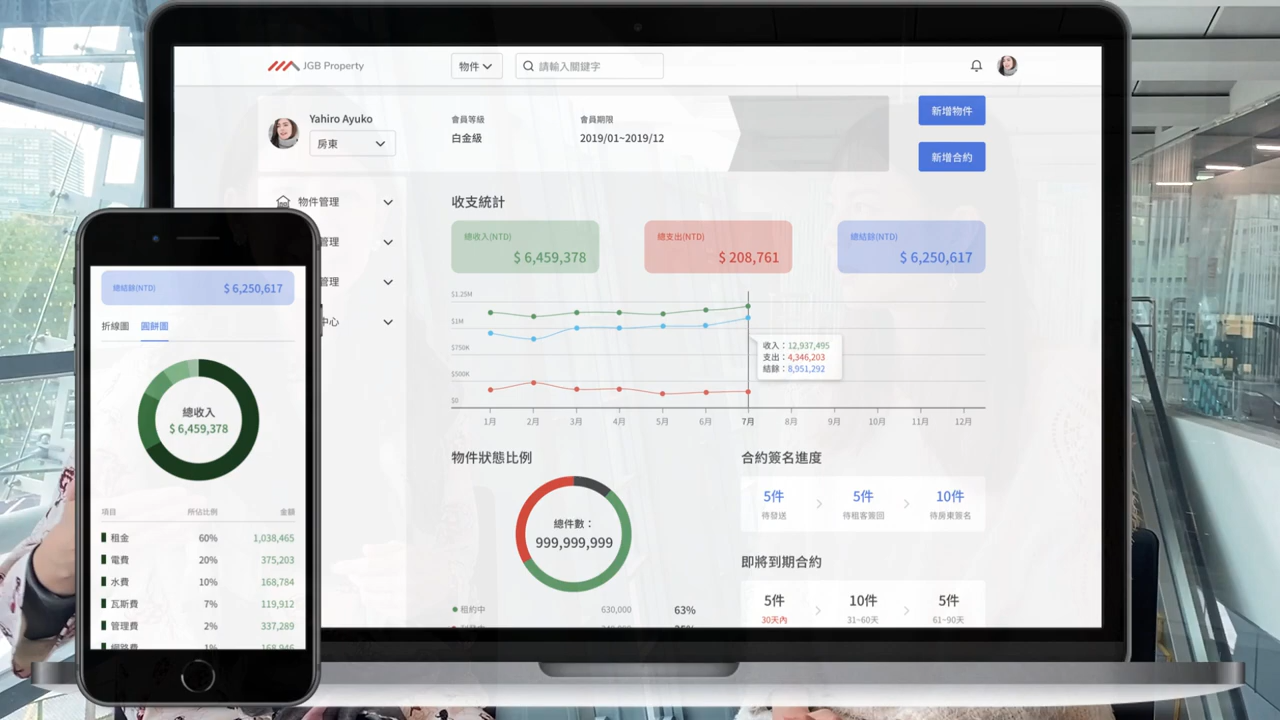 JGB Property
物件
請輸入關鍵字
Yahiro Ayuko
房東
會員等級
白金級
會員期限
2019/01~2019/12
新增物件
新增合約
物件管理
管理
管理
中心
收支統計
總收入(NTD)
$ 6,459,378
總支出(NTD)
$ 208,761
總結餘(NTD)
$ 6,250,617
$1.25M
$1M
$750K
$500K
$0
收入：12,937,495
支出：4,346,203
結餘：8,951,292
1月 2月 3月 4月 5月 6月 7月 8月 9月 10月 11月 12月
物件狀態比例
總件數：
999,999,999
租約中 630,000 63%
合約簽名進度
5件 5件 10件
待發送 待租客簽回 待房東簽名
即將到期合約
5件 10件 5件
30天內 31~60天 61~90天
總結餘(NTD) $ 6,250,617
折線圖 圓餅圖
總收入
$ 6,459,378
項目 所佔比例 金額
租金 60% 1,038,465
電費 20% 375,203
水費 10% 168,784
瓦斯費 7% 119,912
管理費 2% 337,289
網路費 1% 168,946